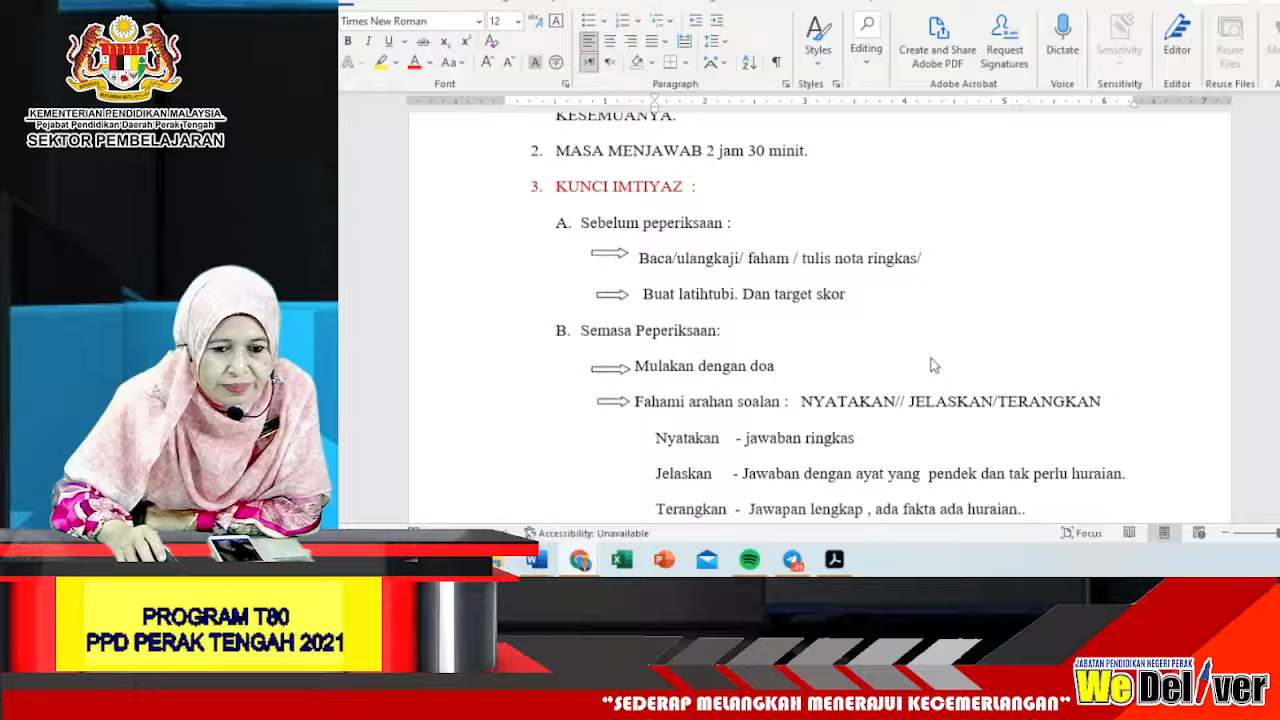 KEMENTERIAN PENDIDIKAN MALAYSIA
Pejabat Pendidikan Daerah Perak Tengah
SEKTOR PEMBELAJARAN
Times New Roman
12
Styles
Editing
Create and Share Adobe PDF
Request Signatures
Dictate
Sensitivity
Editor
Reuse Files
Font
Paragraph
Styles
Adobe Acrobat
Voice
Sensitivity
Editor
Reuse Files
KESEMUANYA.
2. MASA MENJAWAB 2 jam 30 minit.
3. KUNCI IMTIYAZ :
A. Sebelum peperiksaan :
Baca/ulangkaji/ faham / tulis nota ringkas/
Buat latihtubi. Dan target skor
B. Semasa Peperiksaan:
Mulakan dengan doa
Fahami arahan soalan : NYATAKAN// JELASKAN/TERANGKAN
Nyatakan - jawaban ringkas
Jelaskan - Jawaban dengan ayat yang pendek dan tak perlu huraian.
Terangkan - Jawapan lengkap , ada fakta ada huraian..
Accessibility: Unavailable
Focus
PROGRAM T80
PPD PERAK TENGAH 2021
JABATAN PENDIDIKAN NEGERI PERAK
We Deliver
“SEDERAP MELANGKAH MENERAJUI KECEMERLANGAN”